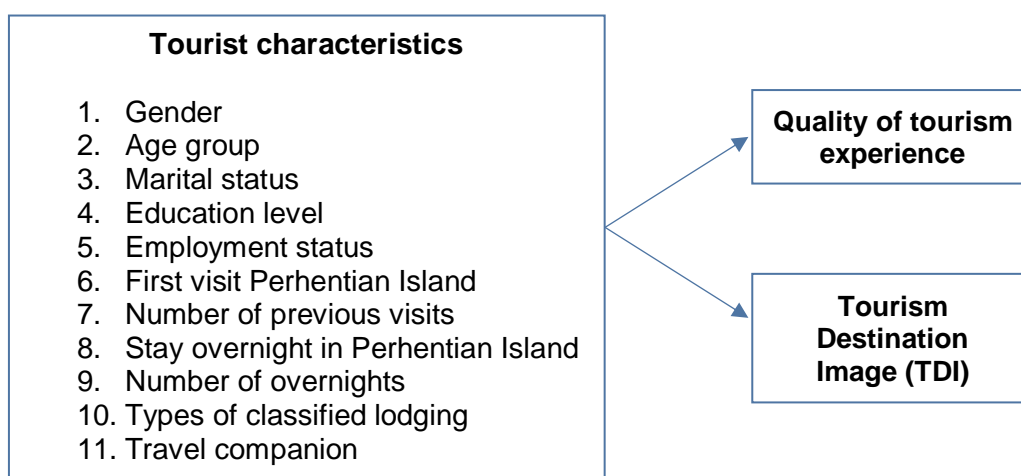 Tourist characteristics
1. Gender
2. Age group
3. Marital status
4. Education level
5. Employment status
6. First visit Perhentian Island
7. Number of previous visits
8. Stay overnight in Perhentian Island
9. Number of overnights
10. Types of classified lodging
11. Travel companion
Quality of tourism
experience
Tourism
Destination
Image (TDI)